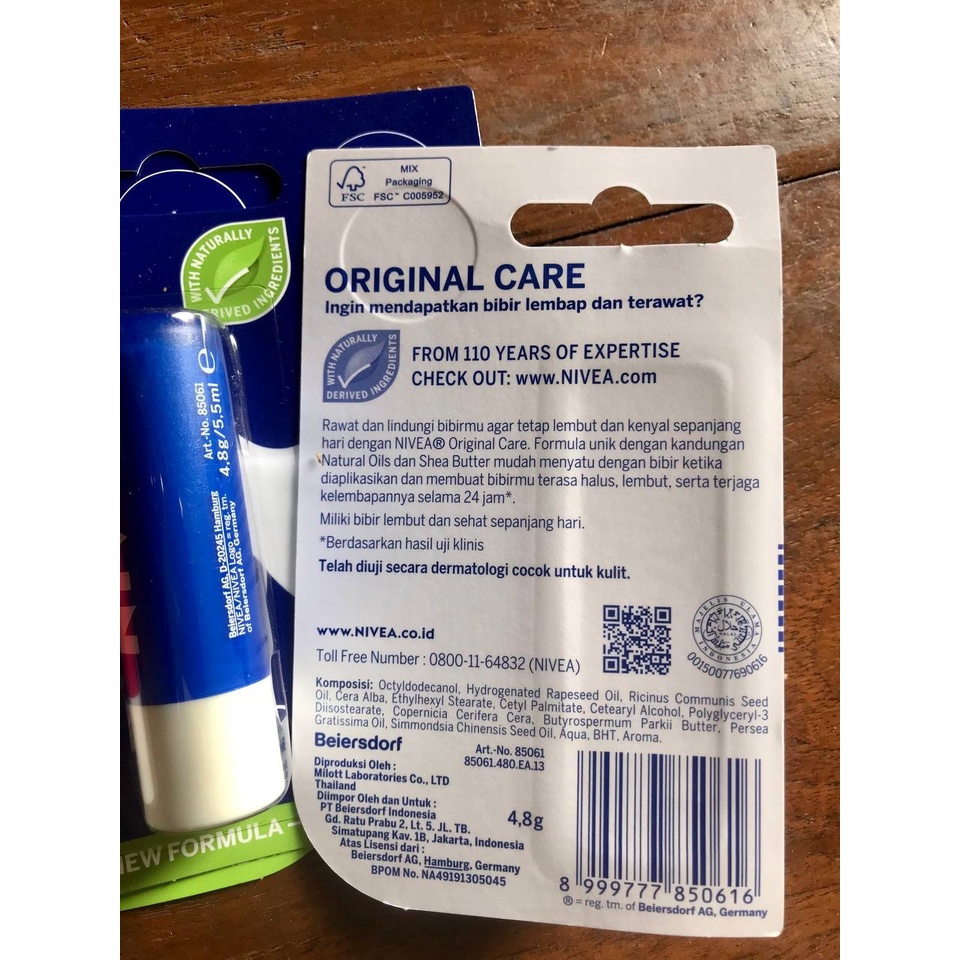 MIX
Packaging
FSC™ C005952
FSC
ORIGINAL CARE
Ingin mendapatkan bibir lembap dan terawat?
WITH NATURALLY
DERIVED INGREDIENTS
FROM 110 YEARS OF EXPERTISE
CHECK OUT: www.NIVEA.com
Rawat dan lindungi bibirmu agar tetap lembut dan kenyal sepanjang
hari dengan NIVEA® Original Care. Formula unik dengan kandungan
Natural Oils dan Shea Butter mudah menyatu dengan bibir ketika
diaplikasikan dan membuat bibirmu terasa halus, lembut, serta terjaga
kelembapannya selama 24 jam*.
Miliki bibir lembut dan sehat sepanjang hari.
*Berdasarkan hasil uji klinis
Telah diuji secara dermatologi cocok untuk kulit.
www.NIVEA.co.id
Toll Free Number : 0800-11-64832 (NIVEA)
MAJELIS ULAMA
INDONESIA
00150077690616
Komposisi: Octyldodecanol, Hydrogenated Rapeseed Oil, Ricinus Communis Seed
Oil, Cera Alba, Ethylhexyl Stearate, Cetyl Palmitate, Cetearyl Alcohol, Polyglyceryl-3
Diisostearate, Copernicia Cerifera Cera, Butyrospermum Parkii Butter, Persea
Gratissima Oil, Simmondsia Chinensis Seed Oil, Aqua, BHT, Aroma.
Beiersdorf
Art.-No. 85061
85061.480.EA.13
Diproduksi Oleh :
Milott Laboratories Co., LTD
Thailand
Diimpor Oleh dan Untuk :
PT Beiersdorf Indonesia
Gd. Ratu Prabu 2, Lt. 5. JL. TB.
Simatupang Kav. 1B, Jakarta, Indonesia
Atas Lisensi dari :
Beiersdorf AG, Hamburg, Germany
BPOM No. NA49191305045
4,8g
8 999777 850616
® = reg. tm. of Beiersdorf AG, Germany
WITH NATURALLY
DERIVED INGREDIENTS
Art.-No. 85061
4,8g/5,5ml e
Beiersdorf AG, D-20245 Hamburg
NIVEA/NIVEA Logo = reg. tm.
of Beiersdorf AG, Germany
NEW FORMULA